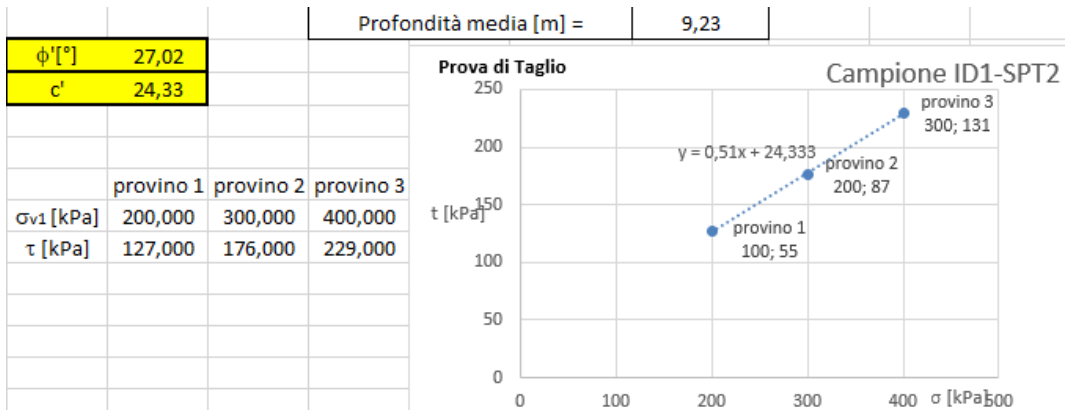 Profondità media [m] = 9,23
ϕ'[°] 27,02
c' 24,33
provino 1 provino 2 provino 3
σv1 [kPa] 200,000 300,000 400,000
τ [kPa] 127,000 176,000 229,000
Prova di Taglio
Campione ID1-SPT2
250
200
150
100
50
0
t [kPa]
y = 0,51x + 24,333
provino 3
300; 131
provino 2
200; 87
provino 1
100; 55
0 100 200 300 400 500
σ [kPa]